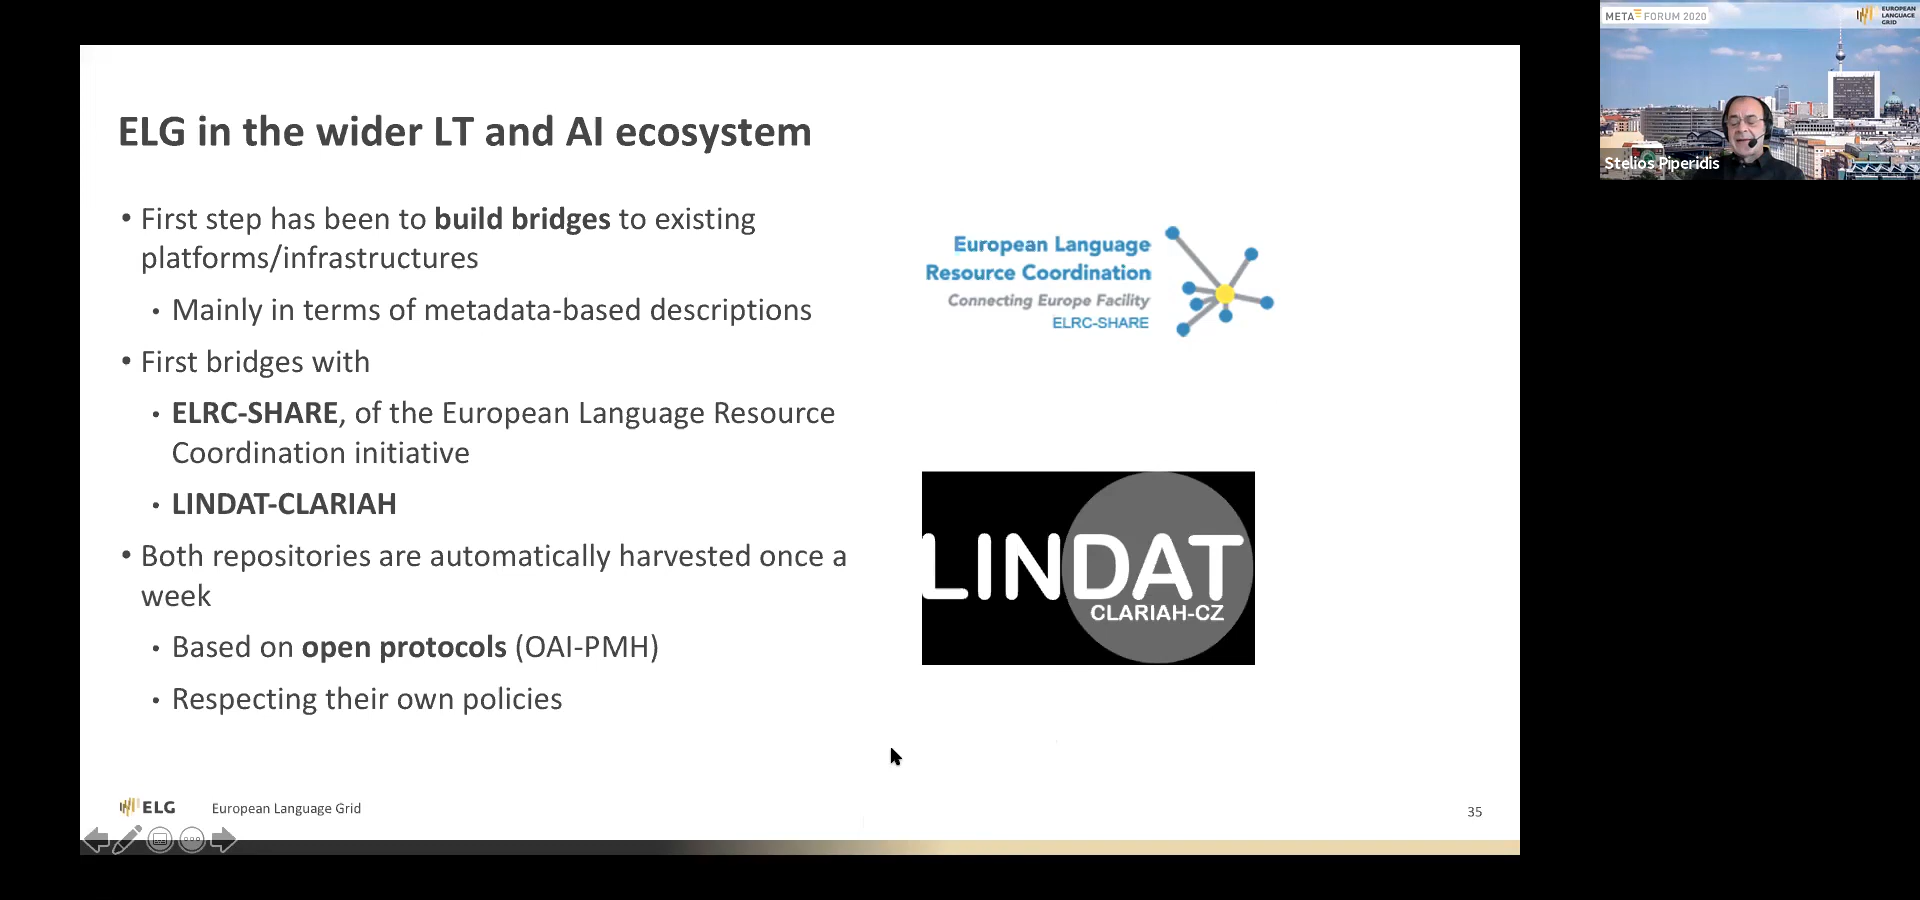 META FORUM 2020
EUROPEAN
LANGUAGE
GRID
Stelios Piperidis
ELG in the wider LT and AI ecosystem
• First step has been to build bridges to existing
platforms/infrastructures
• Mainly in terms of metadata-based descriptions
• First bridges with
• ELRC-SHARE, of the European Language Resource
Coordination initiative
• LINDAT-CLARIAH
• Both repositories are automatically harvested once a
week
• Based on open protocols (OAI-PMH)
• Respecting their own policies
European Language
Resource Coordination
Connecting Europe Facility
ELRC-SHARE
LINDAT
CLARIAH-CZ
ELG
European Language Grid
35